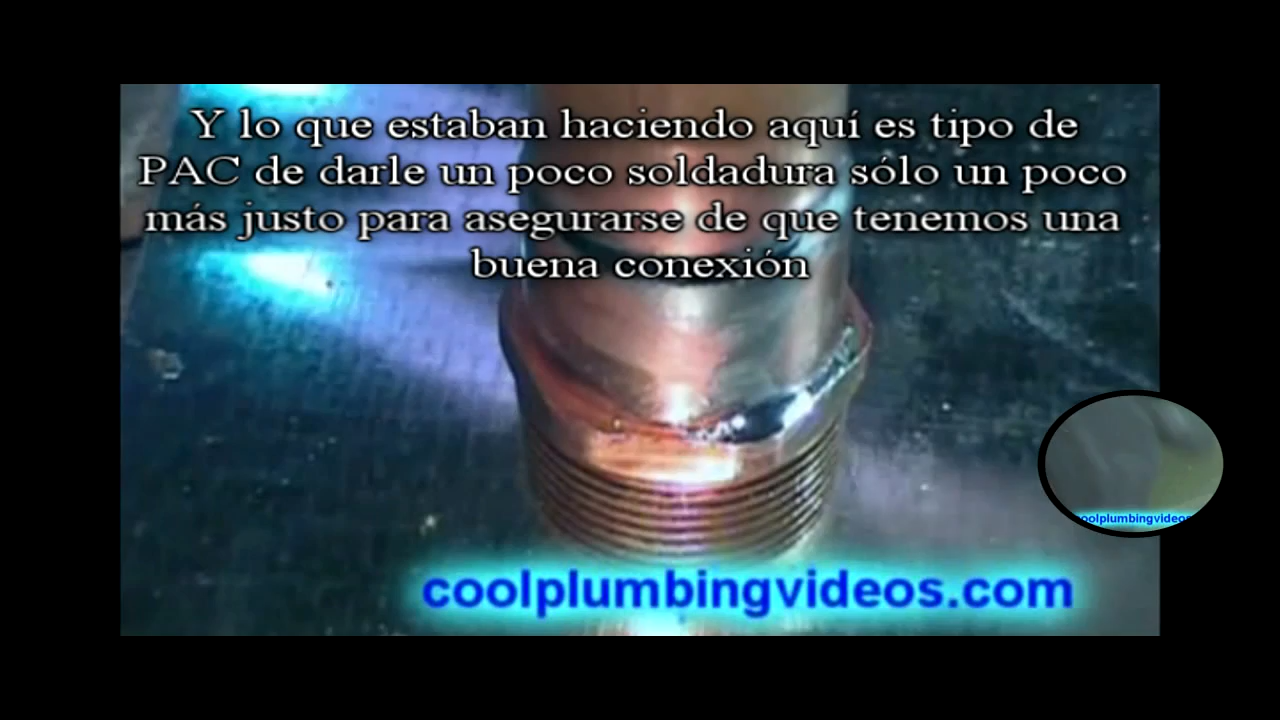 Y lo que estaban haciendo aquí es tipo de
PAC de darle un poco soldadura sólo un poco
más justo para asegurarse de que tenemos una
buena conexión
coolplumbingvideos
coolplumbingvideos.com